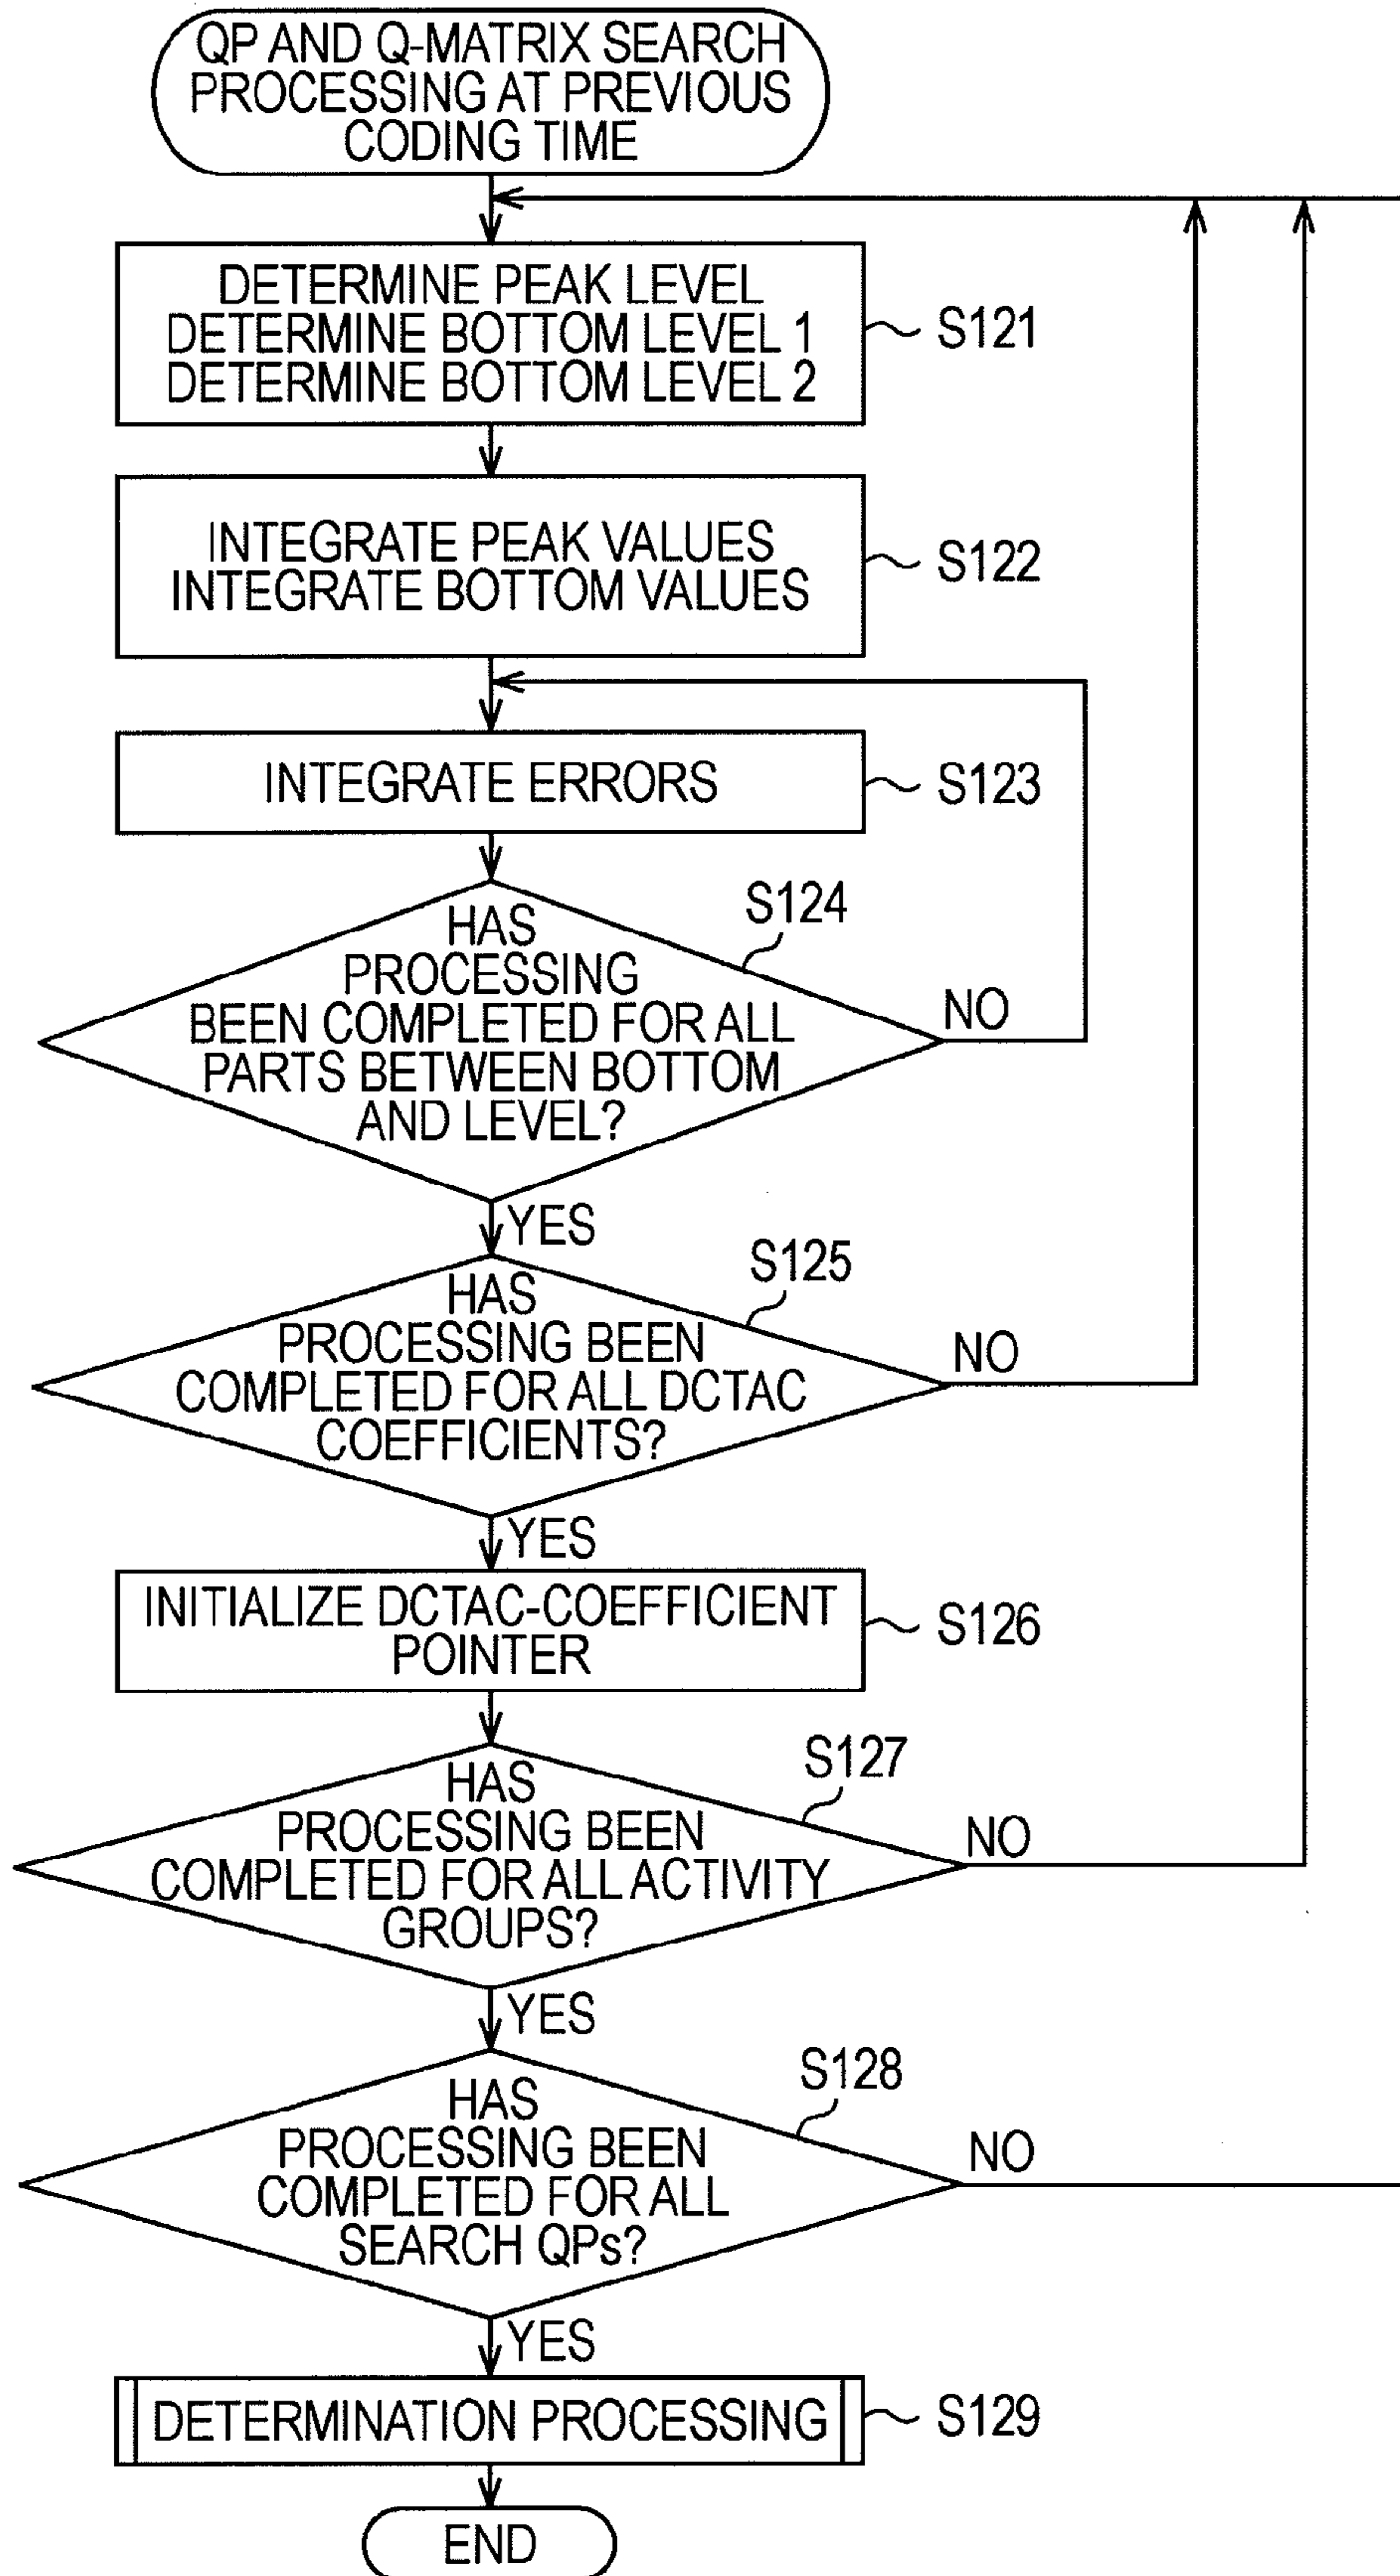 QP AND Q-MATRIX SEARCH
PROCESSING AT PREVIOUS
CODING TIME
DETERMINE PEAK LEVEL
DETERMINE BOTTOM LEVEL 1
DETERMINE BOTTOM LEVEL 2
S121
INTEGRATE PEAK VALUES
INTEGRATE BOTTOM VALUES
S122
INTEGRATE ERRORS
S123
S124
HAS
PROCESSING
BEEN COMPLETED FOR ALL
PARTS BETWEEN BOTTOM
AND LEVEL?
NO
YES
S125
HAS
PROCESSING BEEN
COMPLETED FOR ALL DCTAC
COEFFICIENTS?
NO
YES
INITIALIZE DCTAC-COEFFICIENT
POINTER
S126
S127
HAS
PROCESSING BEEN
COMPLETED FOR ALL ACTIVITY
GROUPS?
NO
YES
S128
HAS
PROCESSING BEEN
COMPLETED FOR ALL
SEARCH QPs?
NO
YES
DETERMINATION PROCESSING
S129
END